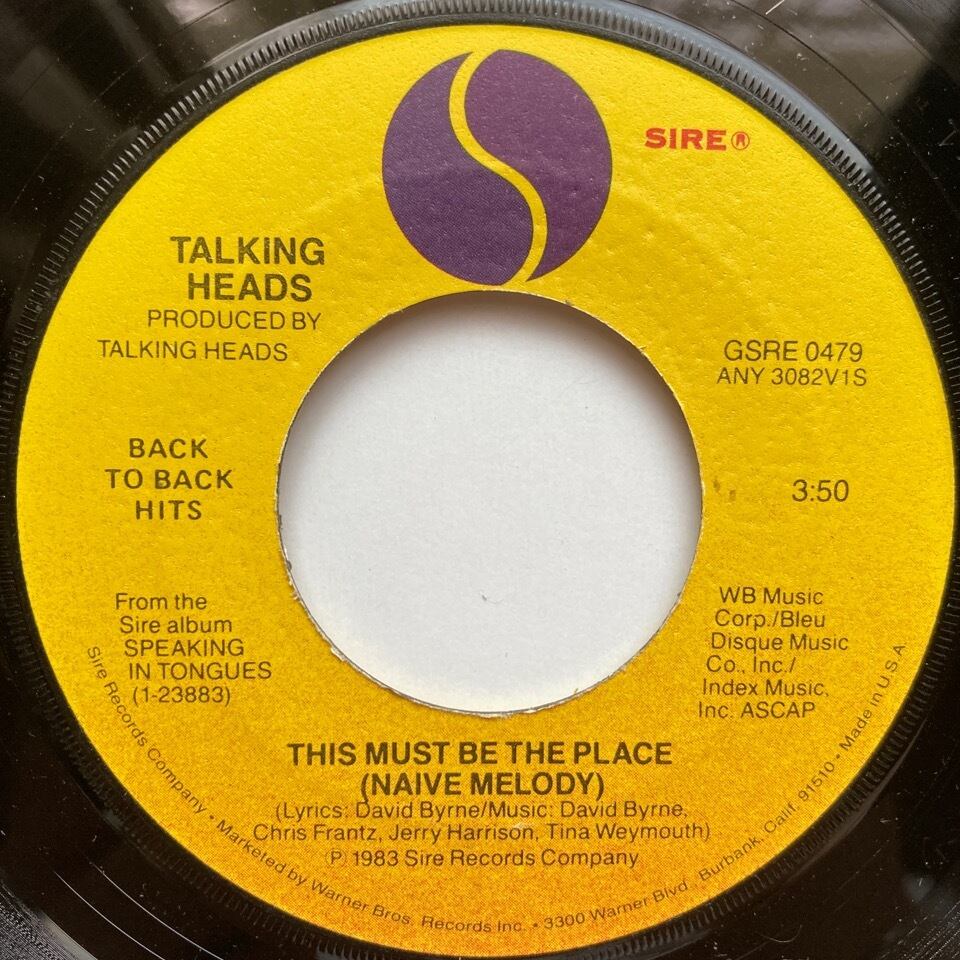 SIRE®
TALKING
HEADS
PRODUCED BY
TALKING HEADS
GSRE 0479
ANY 3082V1S
BACK
TO BACK
HITS
3:50
From the
Sire album
SPEAKING
IN TONGUES
(1-23883)
WB Music
Corp./Bleu
Disque Music
Co., Inc./
Index Music,
Inc. ASCAP
THIS MUST BE THE PLACE
(NAIVE MELODY)
(Lyrics: David Byrne/Music: David Byrne,
Chris Frantz, Jerry Harrison, Tina Weymouth)
℗ 1983 Sire Records Company
Sire Records Company • Marketed by Warner Bros. Records Inc. • 3300 Warner Blvd., Burbank, Calif. 91510 • Made in U.S.A.